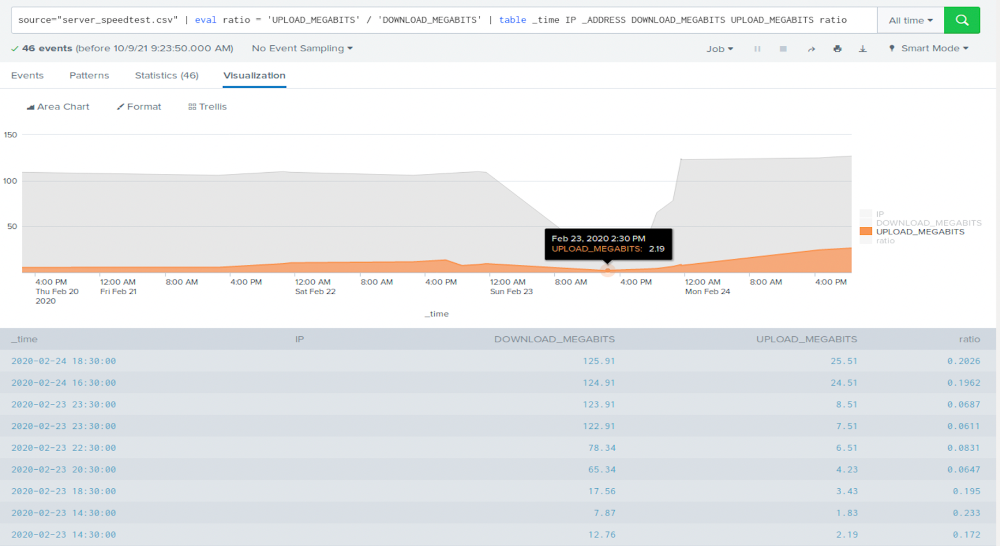 source="server_speedtest.csv" | eval ratio = 'UPLOAD_MEGABITS' / 'DOWNLOAD_MEGABITS' | table _time IP _ADDRESS DOWNLOAD_MEGABITS UPLOAD_MEGABITS ratio All time
46 events (before 10/9/21 9:23:50.000 AM) No Event Sampling Job Smart Mode
Events Patterns Statistics (46) Visualization
Area Chart Format Trellis
150
100
50
IP
DOWNLOAD_MEGABITS
UPLOAD_MEGABITS
ratio
Feb 23, 2020 2:30 PM
UPLOAD_MEGABITS: 2.19
4:00 PM 12:00 AM 8:00 AM 4:00 PM 12:00 AM 8:00 AM 4:00 PM 12:00 AM 8:00 AM 4:00 PM 12:00 AM 8:00 AM 4:00 PM
Thu Feb 20 Fri Feb 21 Sat Feb 22 Sun Feb 23 Mon Feb 24
2020
_time
_time IP DOWNLOAD_MEGABITS UPLOAD_MEGABITS ratio
2020-02-24 18:30:00 125.91 25.51 0.2026
2020-02-24 16:30:00 124.91 24.51 0.1962
2020-02-23 23:30:00 123.91 8.51 0.0687
2020-02-23 23:30:00 122.91 7.51 0.0611
2020-02-23 22:30:00 78.34 6.51 0.0831
2020-02-23 20:30:00 65.34 4.23 0.0647
2020-02-23 18:30:00 17.56 3.43 0.195
2020-02-23 14:30:00 7.87 1.83 0.233
2020-02-23 14:30:00 12.76 2.19 0.172